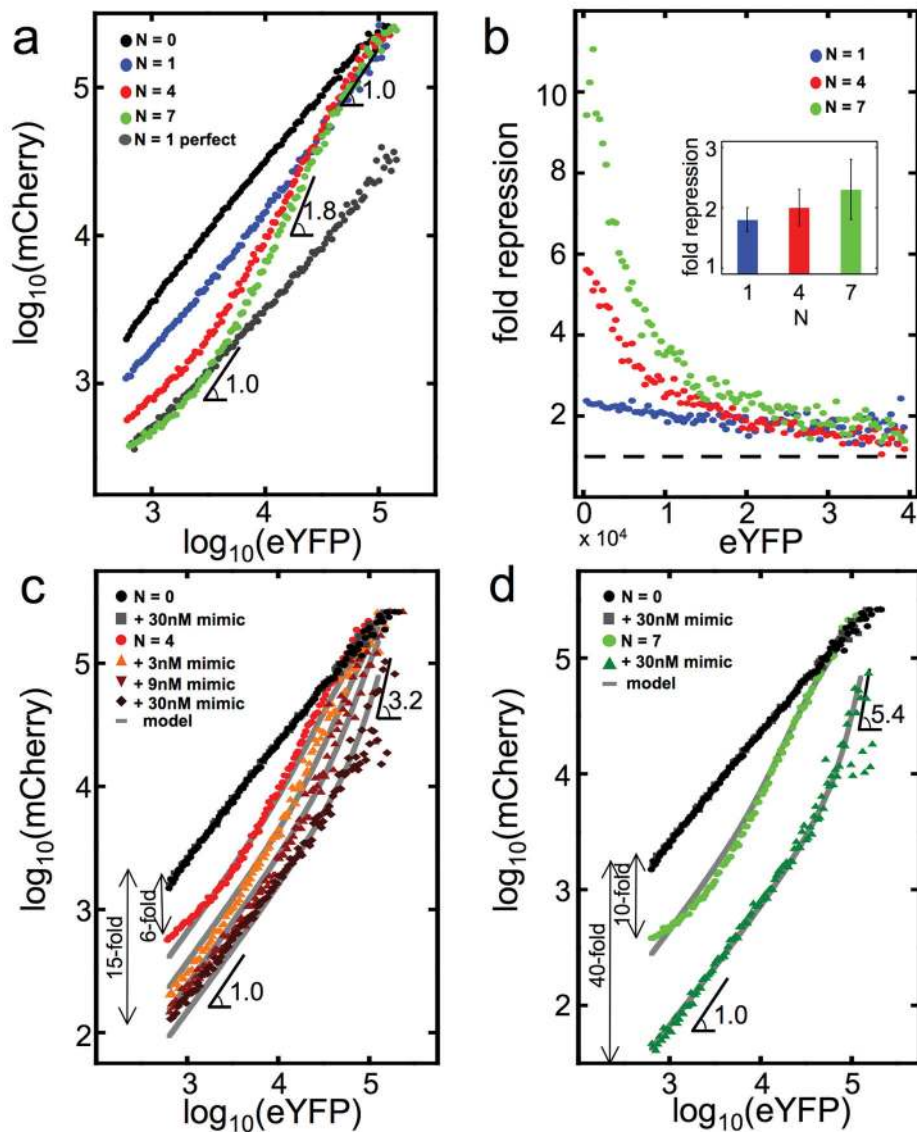 a
N = 0
N = 1
N = 4
N = 7
N = 1 perfect
1.0
1.8
1.0
5
3
log10(mCherry)
3
4
5
log10(eYFP)
b
N = 1
N = 4
N = 7
fold repression
10
8
6
4
2
fold repression
3
2
1
1
4
7
N
0
1
2
3
4
x 10^4
eYFP
c
N = 0
+ 30nM mimic
N = 4
+ 3nM mimic
+ 9nM mimic
+ 30nM mimic
model
3.2
1.0
15-fold
6-fold
log10(mCherry)
5
4
3
2
3
4
5
log10(eYFP)
d
N = 0
+ 30nM mimic
N = 7
+ 30nM mimic
model
5.4
1.0
40-fold
10-fold
log10(mCherry)
5
4
3
2
3
4
5
log10(eYFP)